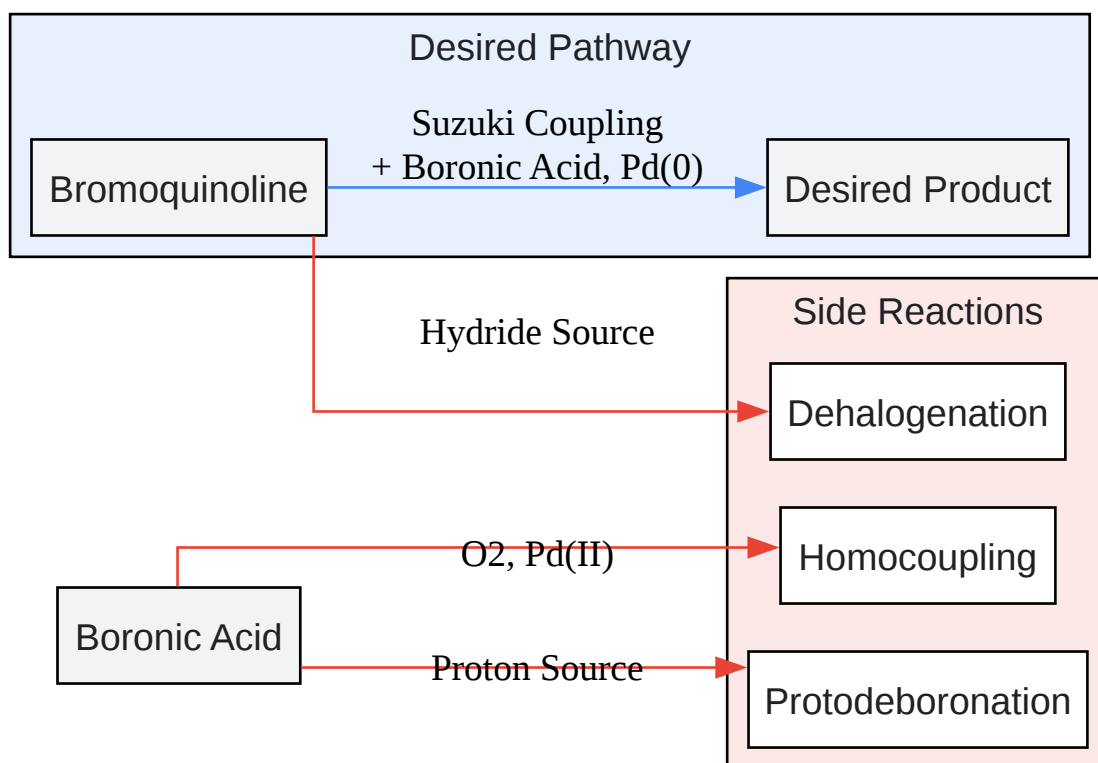 Desired Pathway
Suzuki Coupling
+ Boronic Acid, Pd(0)
Bromoquinoline
Desired Product
Side Reactions
Hydride Source
Dehalogenation
O2, Pd(II)
Homocoupling
Boronic Acid
Proton Source
Protodeboronation